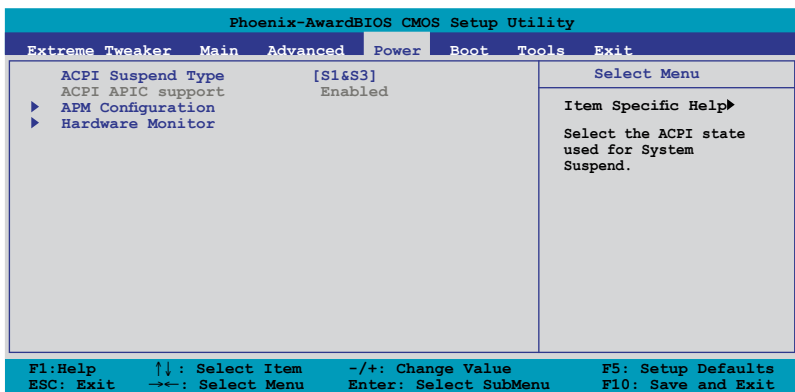 Phoenix-AwardBIOS CMOS Setup Utility
Extreme Tweaker Main Advanced Power Boot Tools Exit
ACPI Suspend Type [S1&S3]
ACPI APIC support Enabled
APM Configuration
Hardware Monitor
Select Menu
Item Specific Help
Select the ACPI state
used for System
Suspend.
F1:Help ↑↓: Select Item -/+: Change Value F5: Setup Defaults
ESC: Exit →←: Select Menu Enter: Select SubMenu F10: Save and Exit